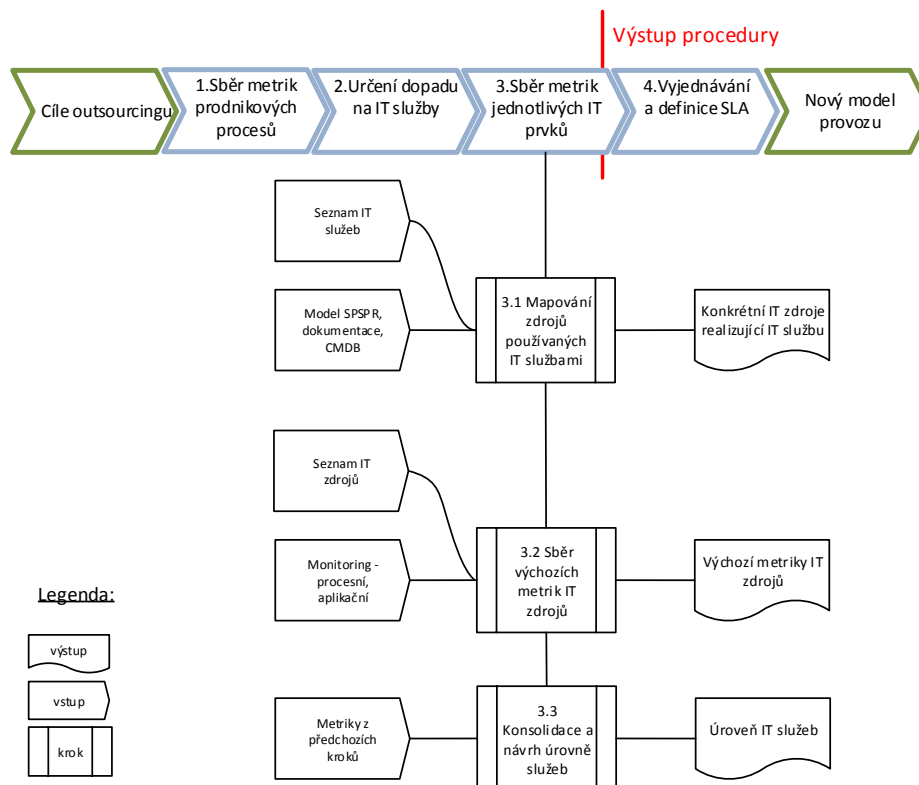 Výstup procedury
Cíle outsourcingu
1.Sběr metrik
prodnikových
procesů
2.Určení dopadu
na IT služby
3.Sběr metrik
jednotlivých IT
prvků
4.Vyjednávání
a definice SLA
Nový model
provozu
Seznam IT
služeb
Model SPSPR,
dokumentace,
CMDB
3.1 Mapování
zdrojů
používaných
IT službami
Konkrétní IT zdroje
realizující IT službu
Seznam IT
zdrojů
Monitoring -
procesní,
aplikační
3.2 Sběr
výchozích
metrik IT
zdrojů
Výchozí metriky IT
zdrojů
Metriky z
předchozích
kroků
3.3
Konsolidace a
návrh úrovně
služeb
Úroveň IT služeb
Legenda:
výstup
vstup
krok